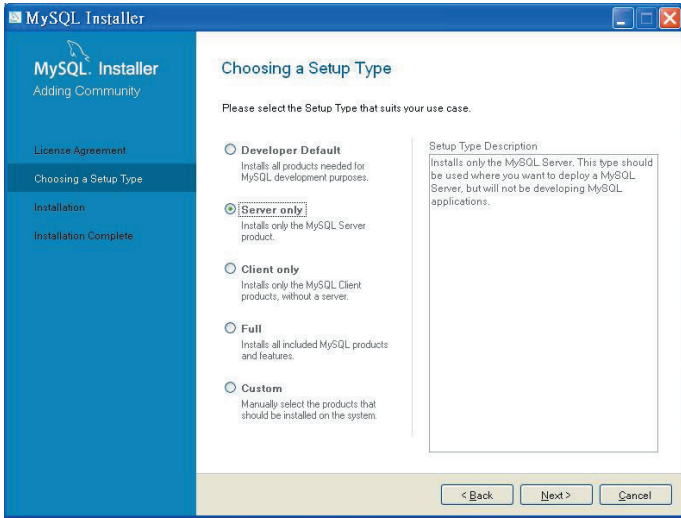 MySQL Installer
MySQL. Installer
Adding Community
License Agreement
Choosing a Setup Type
Installation
Installation Complete
Choosing a Setup Type
Please select the Setup Type that suits your use case.
Developer Default
Installs all products needed for
MySQL development purposes.
Server only
Installs only the MySQL Server
product.
Client only
Installs only the MySQL Client
products, without a server.
Full
Installs all included MySQL products
and features.
Custom
Manually select the products that
should be installed on the system.
Setup Type Description
Installs only the MySQL Server. This type should
be used where you want to deploy a MySQL
Server, but will not be developing MySQL
applications.
< Back
Next >
Cancel